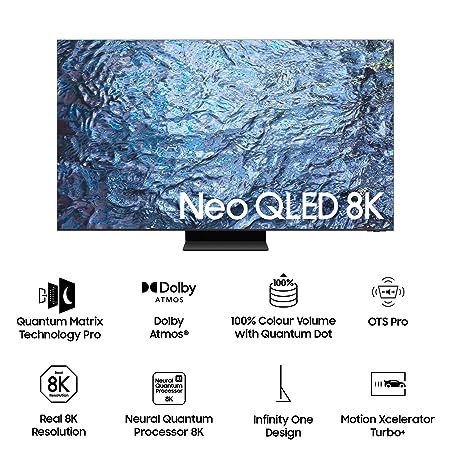 Neo QLED 8K
Quantum Matrix
Technology Pro
Dolby
ATMOS
Dolby
Atmos®
100%
100% Colour Volume
with Quantum Dot
OTS Pro
Real
8K
Resolution
Real 8K
Resolution
Neural
Quantum
Processor
8K
Neural Quantum
Processor 8K
Infinity One
Design
Motion Xcelerator
Turbo+